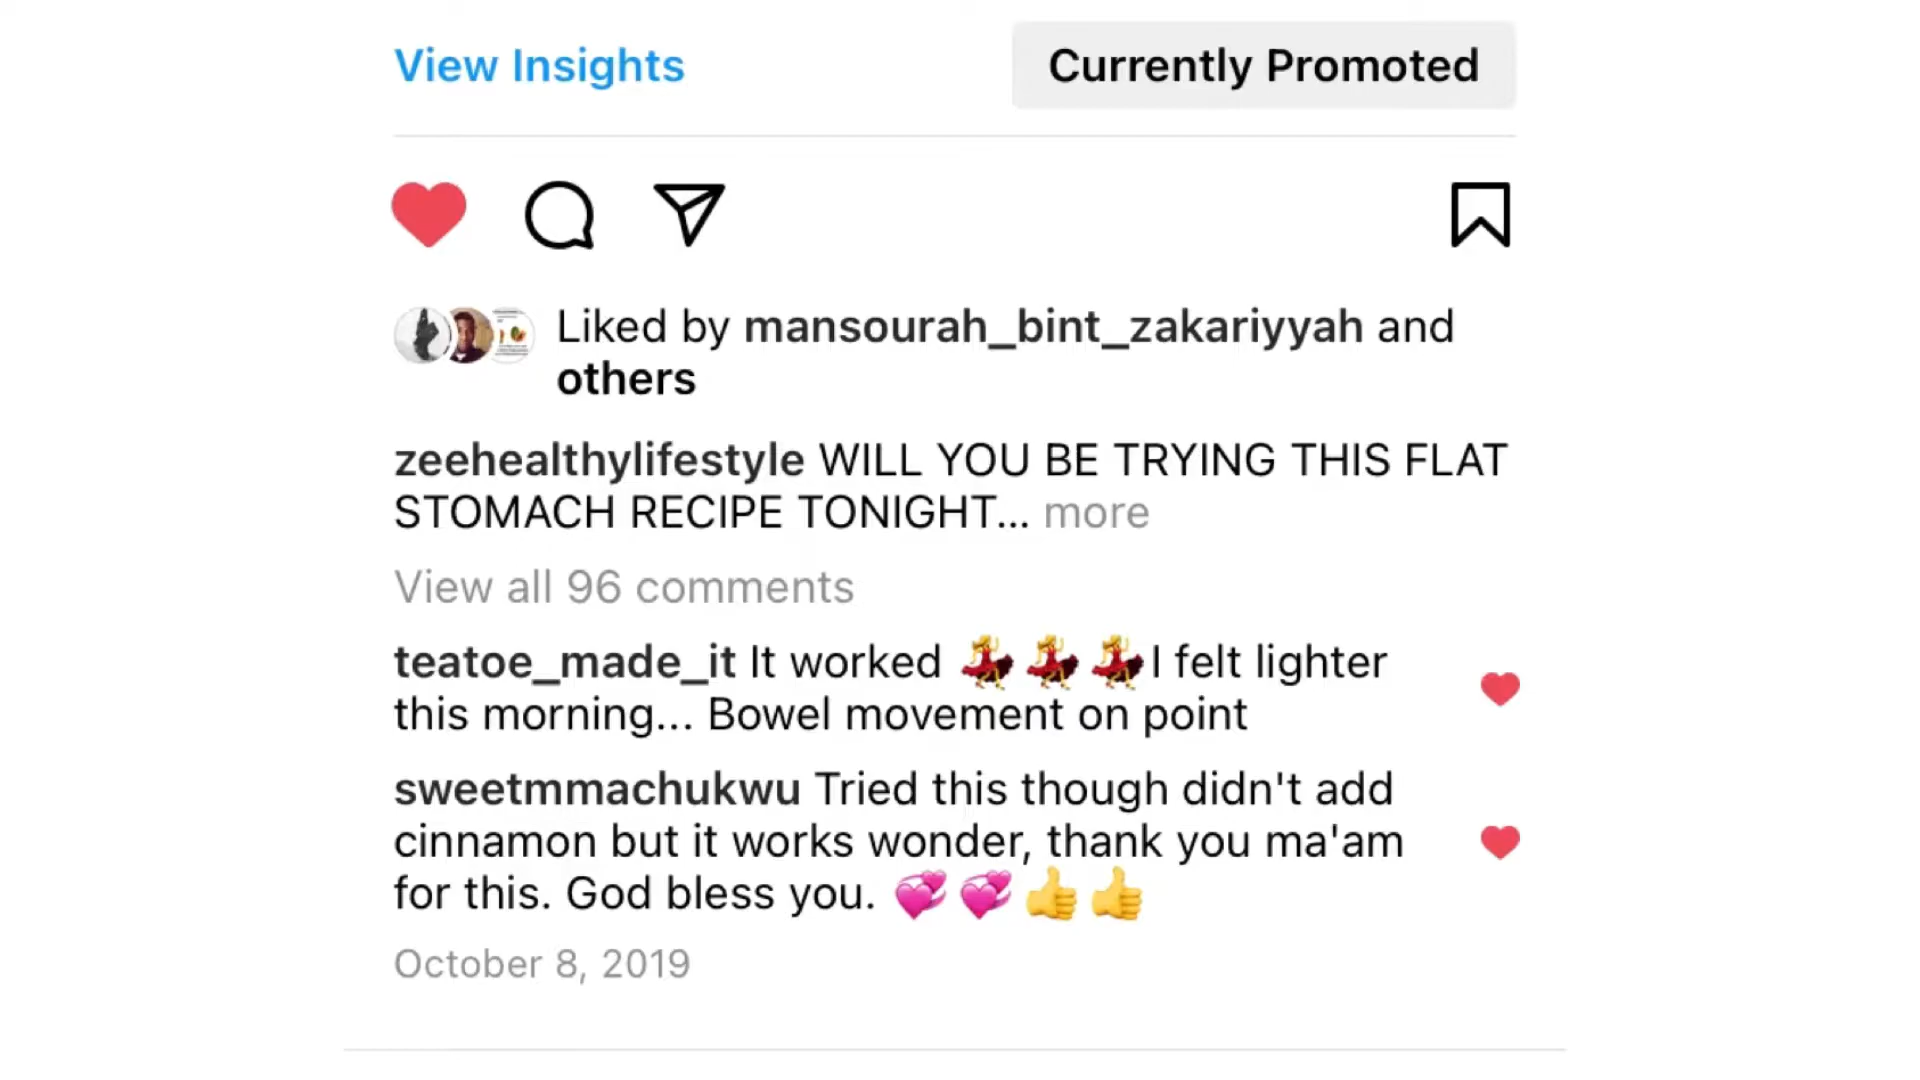 View Insights
Currently Promoted
Liked by mansourah_bint_zakariyyah and
others
zeehealthylifestyle WILL YOU BE TRYING THIS FLAT
STOMACH RECIPE TONIGHT... more
View all 96 comments
teatoe_made_it It worked 💃💃💃I felt lighter
this morning... Bowel movement on point
sweetmmachukwu Tried this though didn't add
cinnamon but it works wonder, thank you ma'am
for this. God bless you. 💞💞👍👍
October 8, 2019